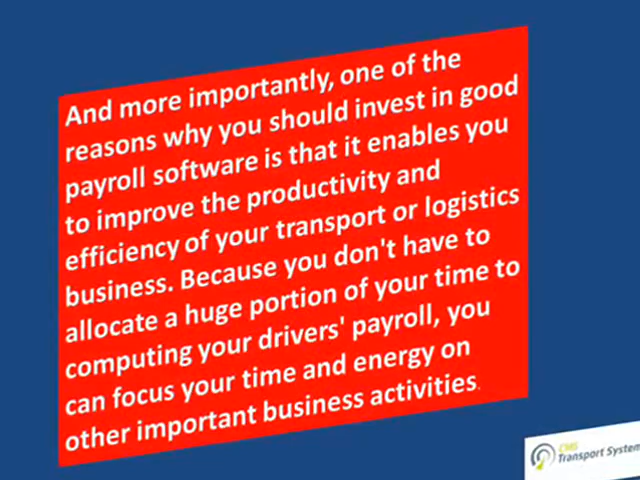 And more importantly, one of the
reasons why you should invest in good
payroll software is that it enables you
to improve the productivity and
efficiency of your transport or logistics
business. Because you don't have to
allocate a huge portion of your time to
computing your drivers' payroll, you
can focus your time and energy on
other important business activities.
CMS
Transport System